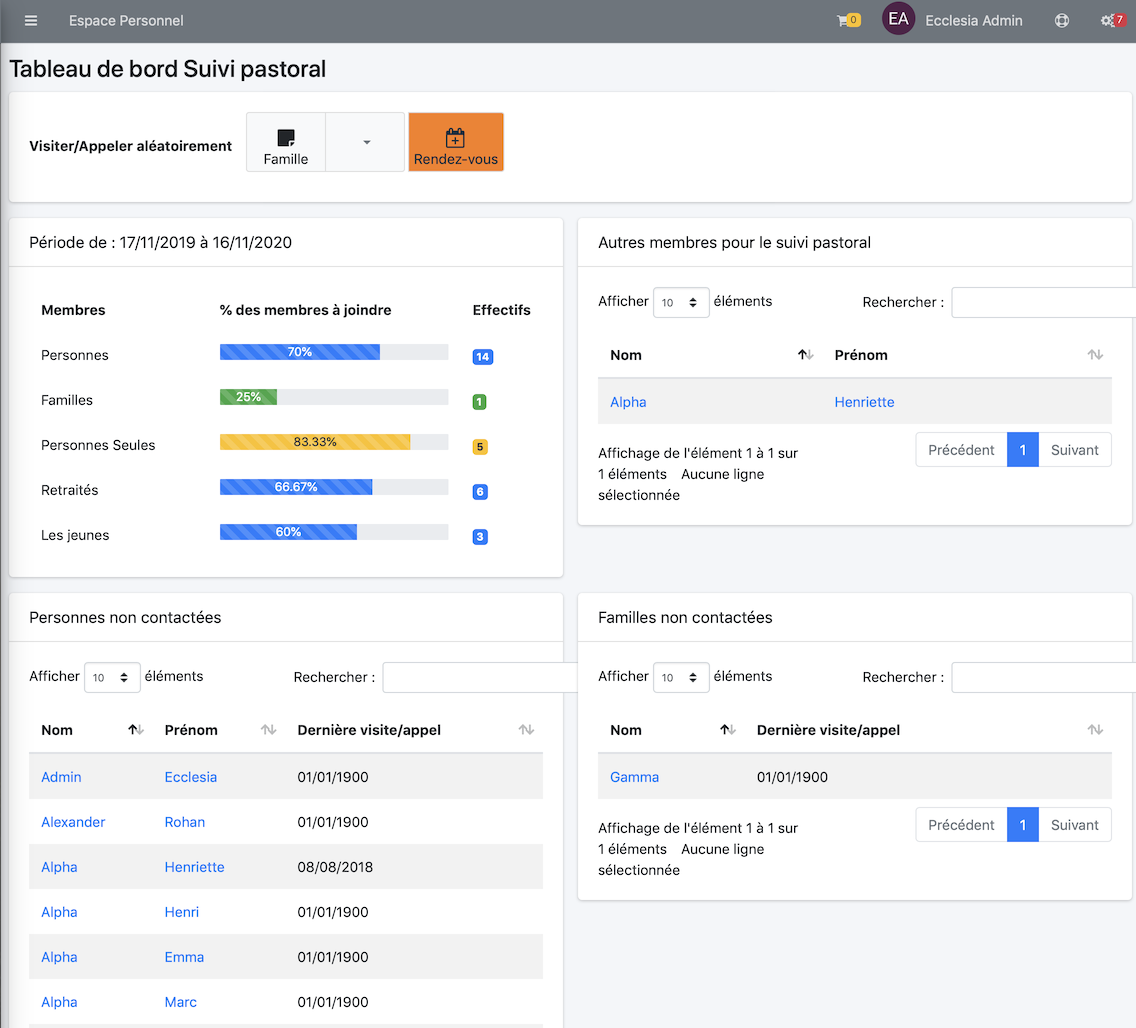 Espace Personnel
0
EA
Ecclesia Admin
7
Tableau de bord Suivi pastoral
Visiter/Appeler aléatoirement
Famille
Rendez-vous
Période de : 17/11/2019 à 16/11/2020
Membres % des membres à joindre Effectifs
Personnes 70% 14
Familles 25% 1
Personnes Seules 83.33% 5
Retraités 66.67% 6
Les jeunes 60% 3
Autres membres pour le suivi pastoral
Afficher 10 éléments Rechercher :
Nom Prénom
Alpha Henriette
Affichage de l'élément 1 à 1 sur
1 éléments Aucune ligne
sélectionnée
Précédent 1 Suivant
Personnes non contactées
Afficher 10 éléments Rechercher :
Nom Prénom Dernière visite/appel
Admin Ecclesia 01/01/1900
Alexander Rohan 01/01/1900
Alpha Henriette 08/08/2018
Alpha Henri 01/01/1900
Alpha Emma 01/01/1900
Alpha Marc 01/01/1900
Familles non contactées
Afficher 10 éléments Rechercher :
Nom Dernière visite/appel
Gamma 01/01/1900
Affichage de l'élément 1 à 1 sur
1 éléments Aucune ligne
sélectionnée
Précédent 1 Suivant